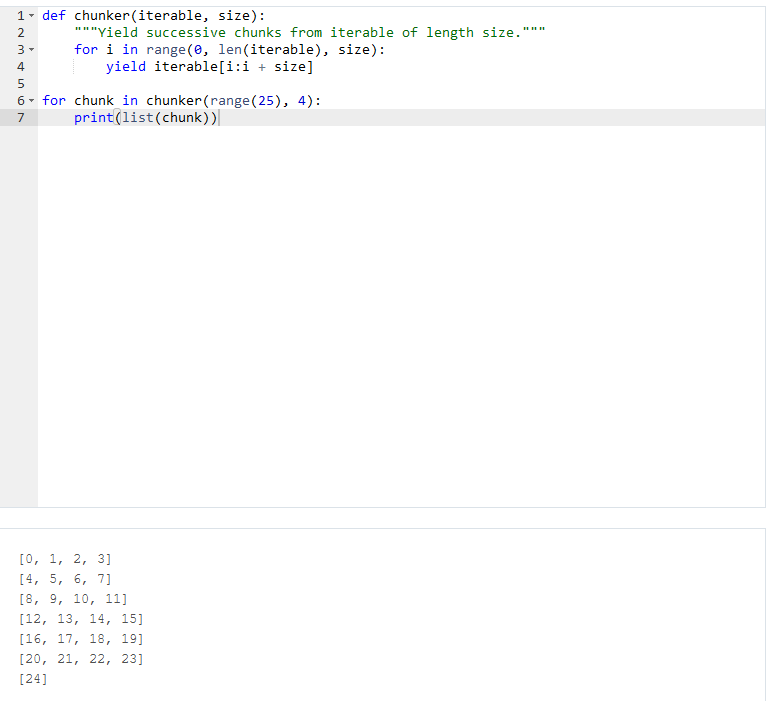 1 def chunker(iterable, size):
2     """Yield successive chunks from iterable of length size."""
3     for i in range(0, len(iterable), size):
4         yield iterable[i:i + size]
5
6 for chunk in chunker(range(25), 4):
7     print(list(chunk))
[0, 1, 2, 3]
[4, 5, 6, 7]
[8, 9, 10, 11]
[12, 13, 14, 15]
[16, 17, 18, 19]
[20, 21, 22, 23]
[24]